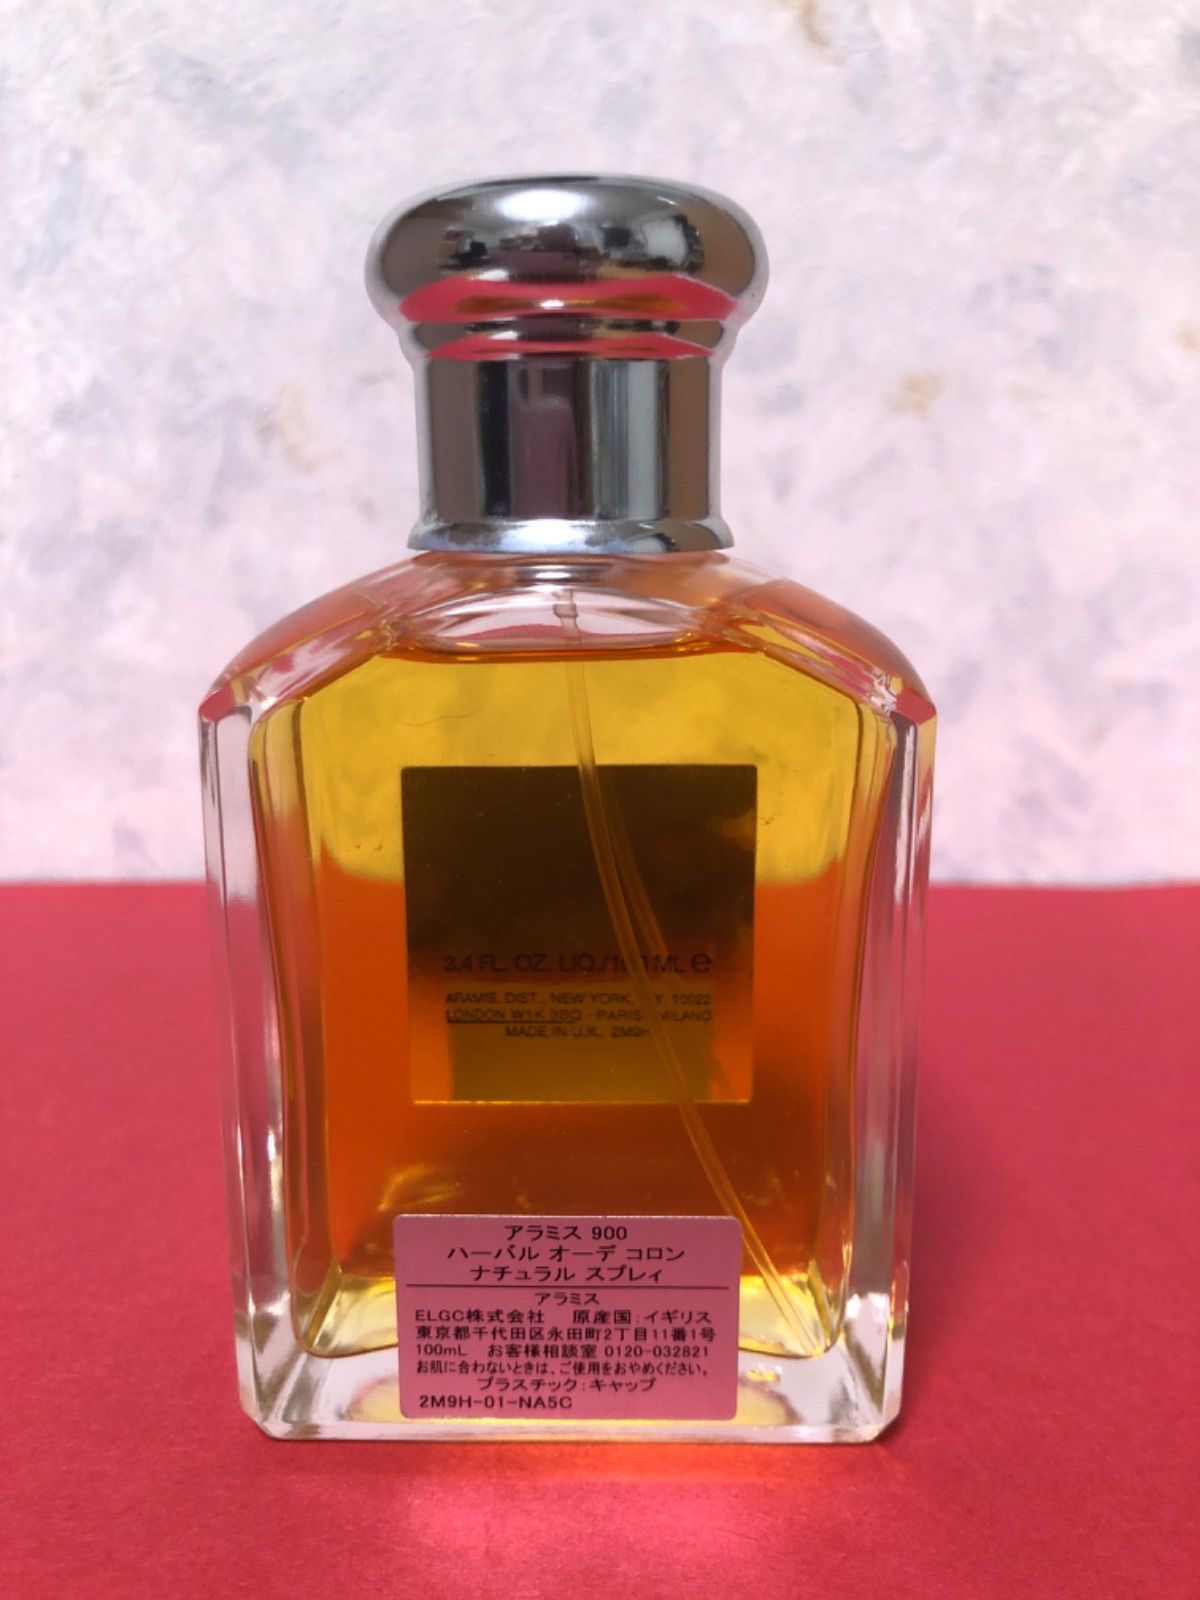 3.4 FL. OZ. LIQ./100 ML ℮
ARAMIS, DIST., NEW YORK, N.Y. 10022
LONDON W1K 3BQ - PARIS - MILANO
MADE IN U.K. 2M9H
アラミス 900
ハーバル オーデ コロン
ナチュラル スプレィ
アラミス
ELGC株式会社 原産国:イギリス
東京都千代田区永田町2丁目11番1号
100mL お客様相談室 0120-032821
お肌に合わないときは、ご使用をおやめください。
プラスチック:キャップ
2M9H-01-NA5C